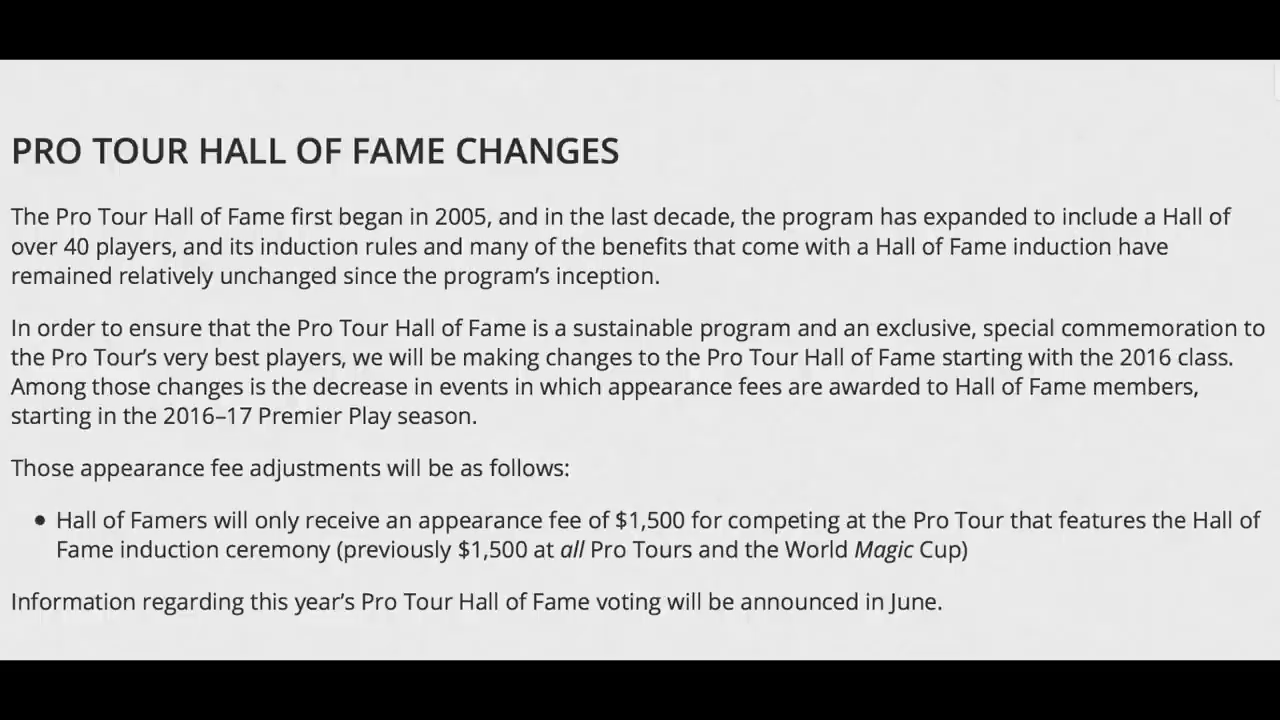 PRO TOUR HALL OF FAME CHANGES
The Pro Tour Hall of Fame first began in 2005, and in the last decade, the program has expanded to include a Hall of
over 40 players, and its induction rules and many of the benefits that come with a Hall of Fame induction have
remained relatively unchanged since the program's inception.
In order to ensure that the Pro Tour Hall of Fame is a sustainable program and an exclusive, special commemoration to
the Pro Tour's very best players, we will be making changes to the Pro Tour Hall of Fame starting with the 2016 class.
Among those changes is the decrease in events in which appearance fees are awarded to Hall of Fame members,
starting in the 2016–17 Premier Play season.
Those appearance fee adjustments will be as follows:
• Hall of Famers will only receive an appearance fee of $1,500 for competing at the Pro Tour that features the Hall of
Fame induction ceremony (previously $1,500 at all Pro Tours and the World Magic Cup)
Information regarding this year's Pro Tour Hall of Fame voting will be announced in June.